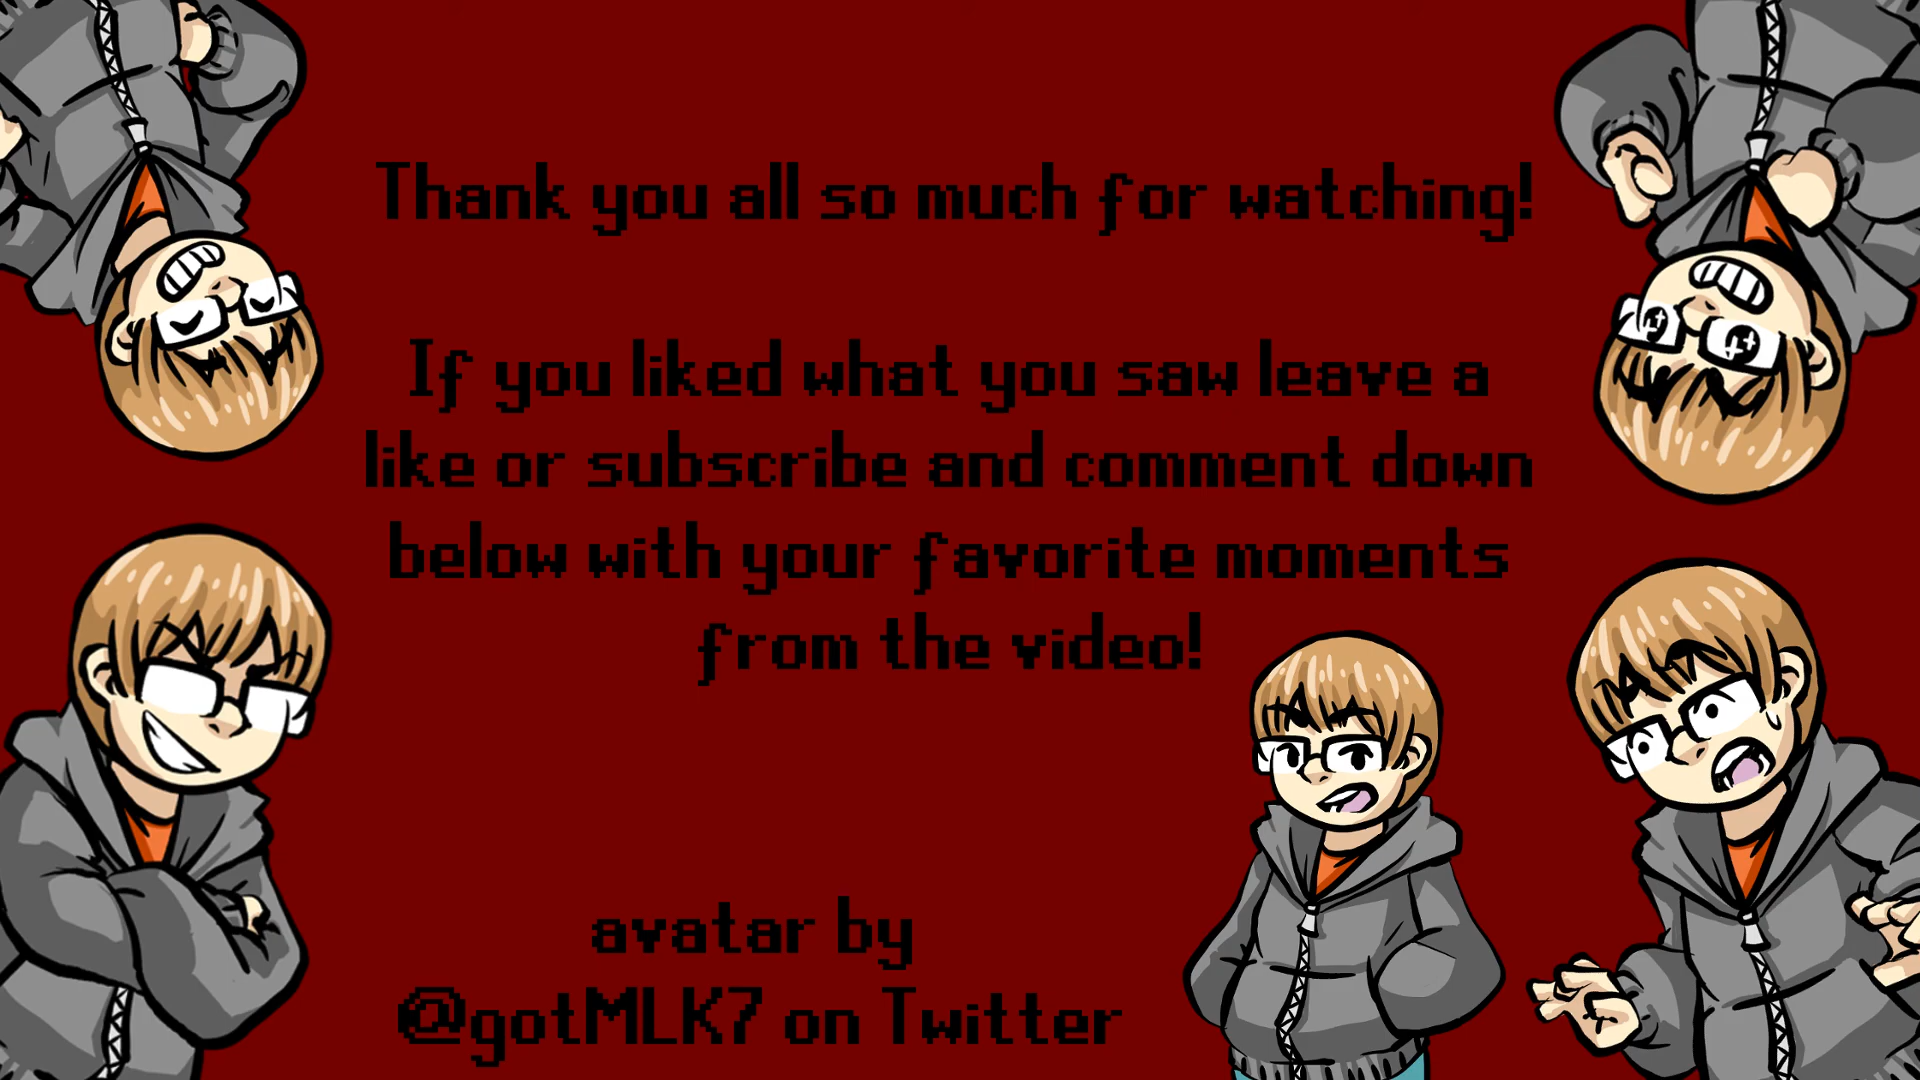 Thank you all so much for watching!
If you liked what you saw leave a
like or subscribe and comment down
below with your favorite moments
from the video!
avatar by
@gotMLK7 on Twitter